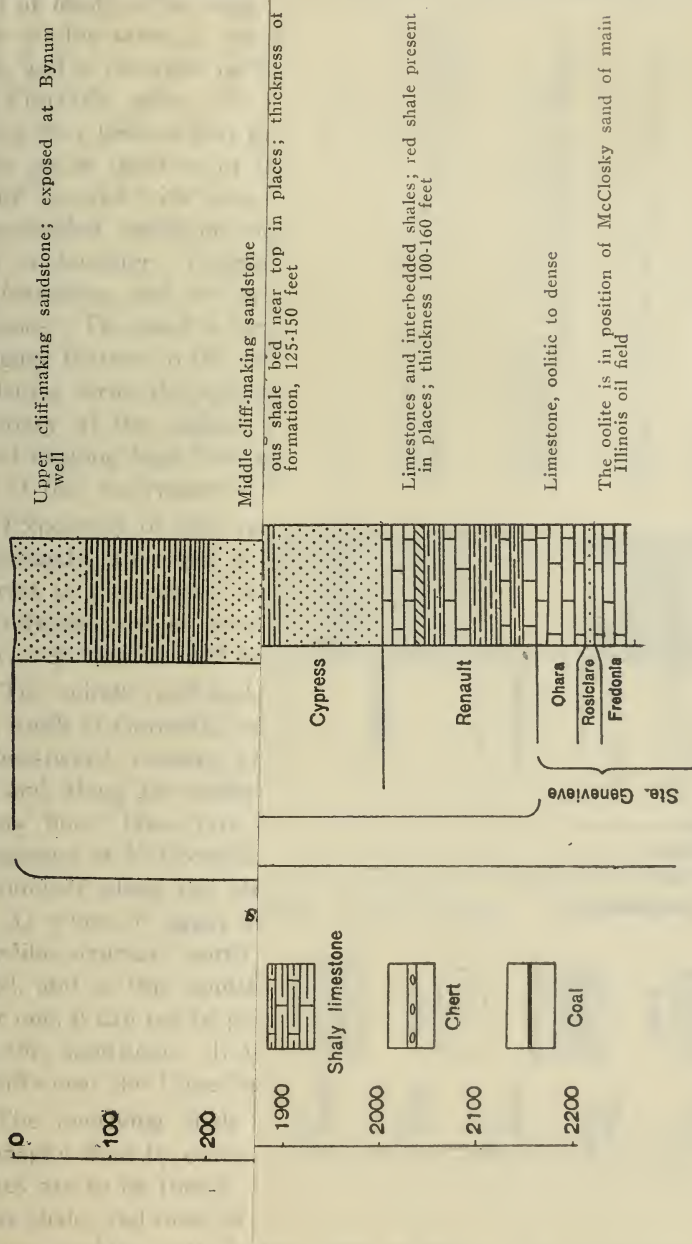 Upper cliff-making sandstone; exposed at Bynum
well
Middle cliff-making sandstone
ous shale bed near top in places; thickness of
formation, 125-150 feet
Limestones and interbedded shales; red shale present
in places; thickness 100-160 feet
Limestone, oolitic to dense
The oolite is in position of McClosky sand of main
Illinois oil field
Cypress
Renault
Ohara
Rosiclare
Fredonia
Ste. Genevieve
Shaly limestone
Chert
Coal
0
100
200
1900
2000
2100
2200